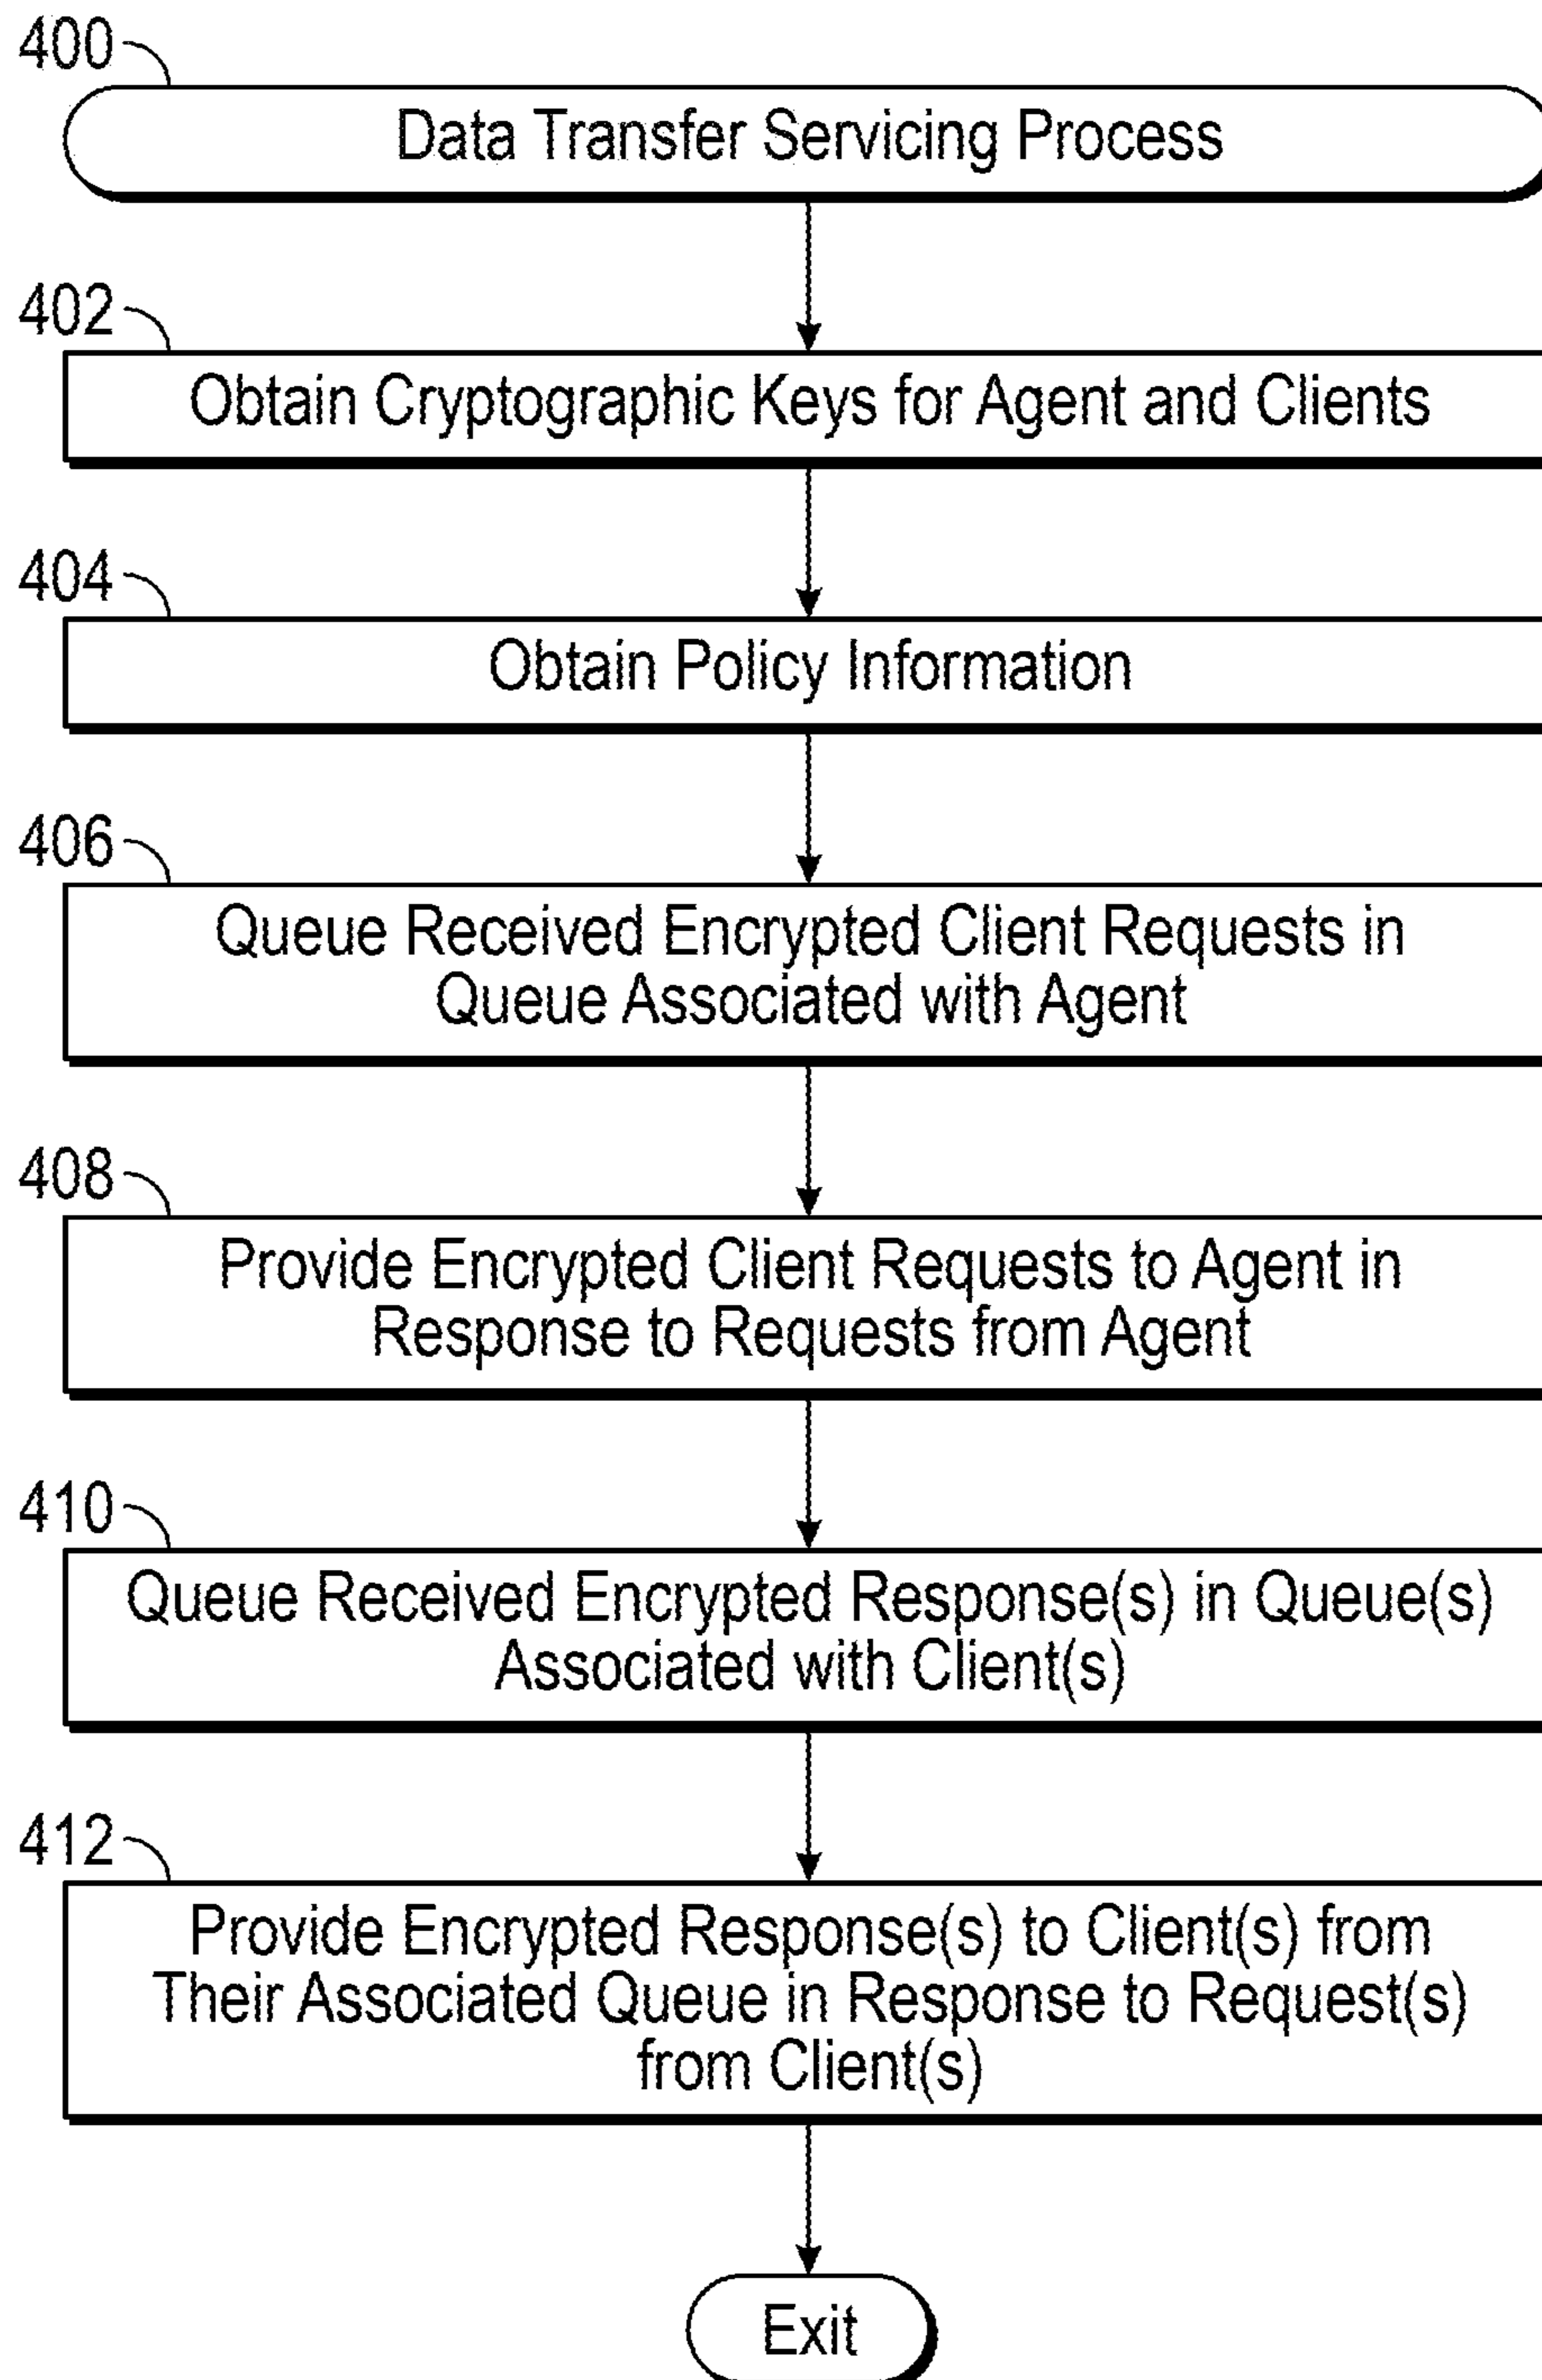 400
Data Transfer Servicing Process
402
Obtain Cryptographic Keys for Agent and Clients
404
Obtain Policy Information
406
Queue Received Encrypted Client Requests in
Queue Associated with Agent
408
Provide Encrypted Client Requests to Agent in
Response to Requests from Agent
410
Queue Received Encrypted Response(s) in Queue(s)
Associated with Client(s)
412
Provide Encrypted Response(s) to Client(s) from
Their Associated Queue in Response to Request(s)
from Client(s)
Exit